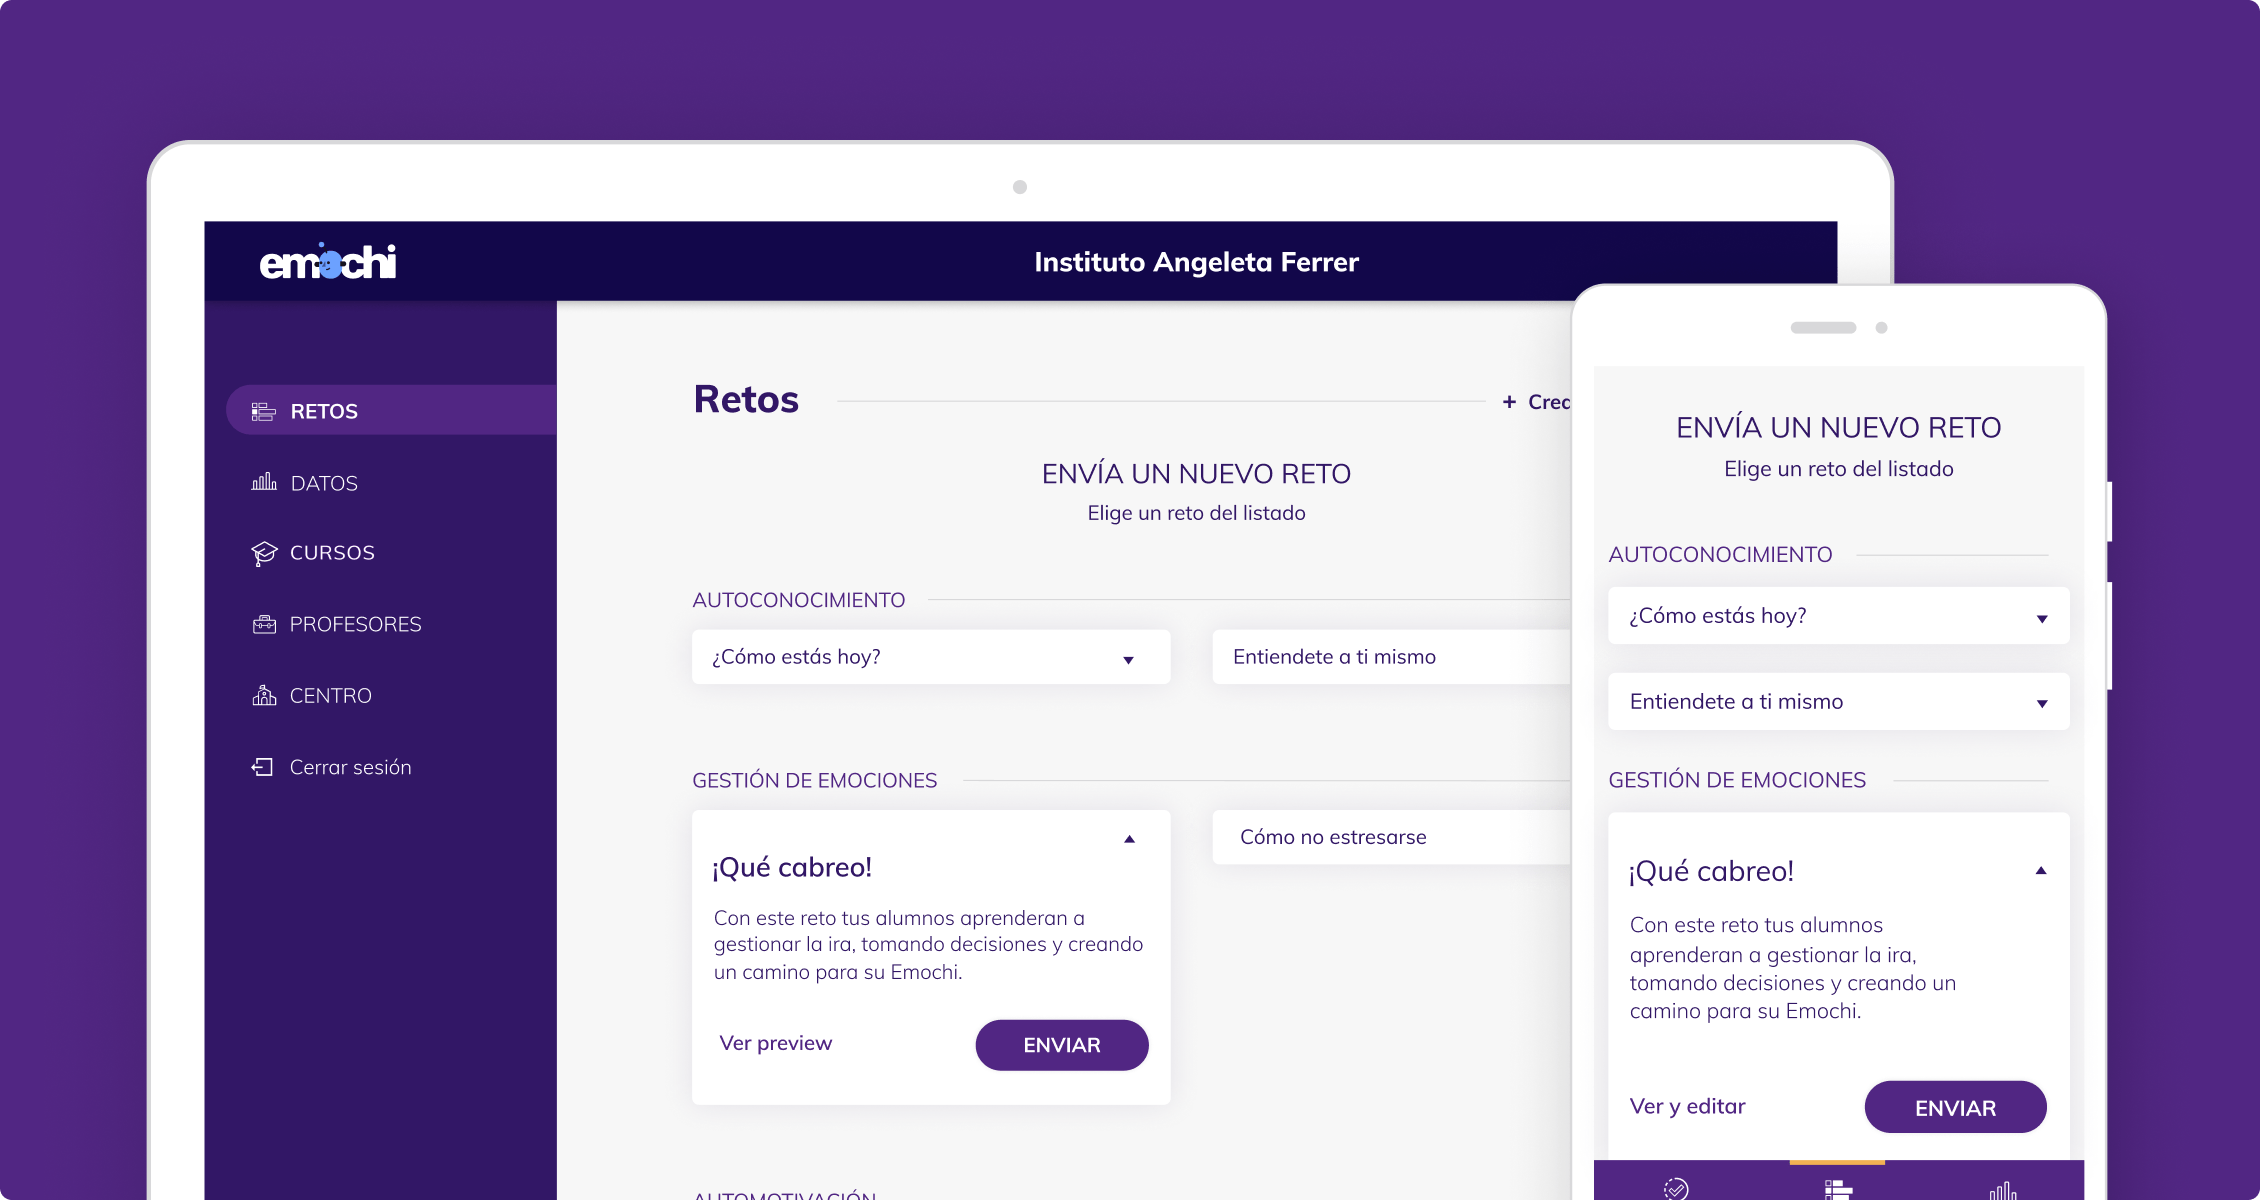 emochi
Instituto Angeleta Ferrer
RETOS
DATOS
CURSOS
PROFESORES
CENTRO
Cerrar sesión
Retos
+ Crea
ENVÍA UN NUEVO RETO
Elige un reto del listado
AUTOCONOCIMIENTO
¿Cómo estás hoy?
Entiendete a ti mismo
GESTIÓN DE EMOCIONES
¡Qué cabreo!
Con este reto tus alumnos aprenderan a
gestionar la ira, tomando decisiones y creando
un camino para su Emochi.
Ver preview
ENVIAR
Cómo no estresarse
AUTOMOTIVACIÓN
ENVÍA UN NUEVO RETO
Elige un reto del listado
AUTOCONOCIMIENTO
¿Cómo estás hoy?
Entiendete a ti mismo
GESTIÓN DE EMOCIONES
¡Qué cabreo!
Con este reto tus alumnos
aprenderan a gestionar la ira,
tomando decisiones y creando un
camino para su Emochi.
Ver y editar
ENVIAR